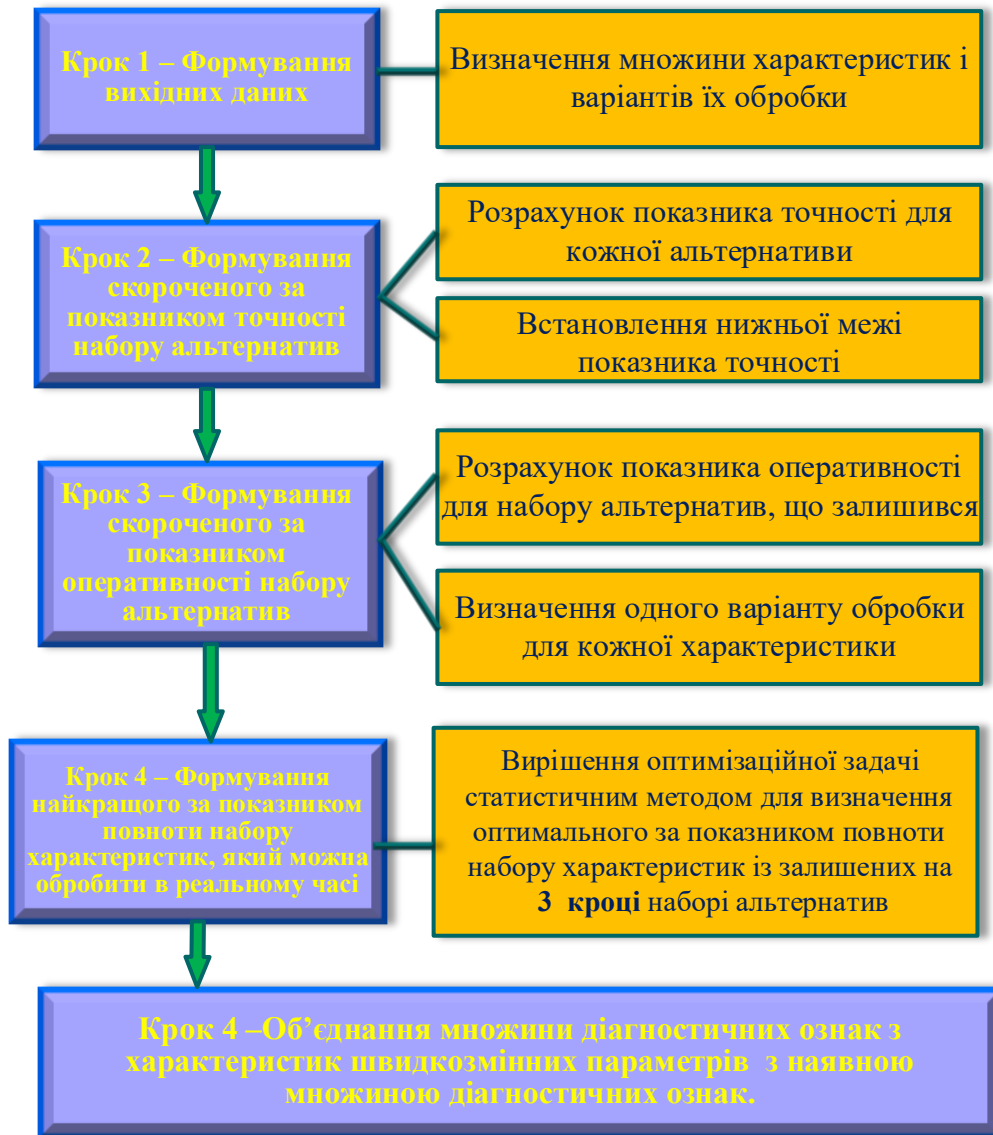 Крок 1 – Формування
вихідних даних
Визначення множини характеристик і
варіантів їх обробки
Крок 2 – Формування
скороченого за
показником точності
набору альтернатив
Розрахунок показника точності для
кожної альтернативи
Встановлення нижньої межі
показника точності
Крок 3 – Формування
скороченого за
показником
оперативності набору
альтернатив
Розрахунок показника оперативності
для набору альтернатив, що залишився
Визначення одного варіанту обробки
для кожної характеристики
Крок 4 – Формування
найкращого за показником
повноти набору
характеристик, який можна
обробити в реальному часі
Вирішення оптимізаційної задачі
статистичним методом для визначення
оптимального за показником повноти
набору характеристик із залишених на
3 кроці наборі альтернатив
Крок 4 –Об’єднання множини діагностичних ознак з
характеристик швидкозмінних параметрів з наявною
множиною діагностичних ознак.